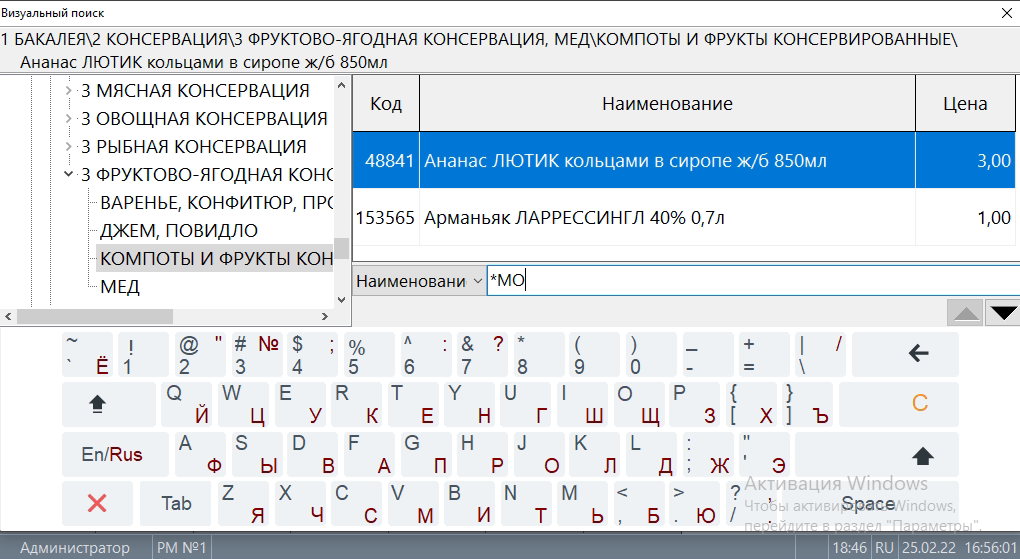 Визуальный поиск
1 БАКАЛЕЯ\2 КОНСЕРВАЦИЯ\3 ФРУКТОВО-ЯГОДНАЯ КОНСЕРВАЦИЯ, МЕД\КОМПОТЫ И ФРУКТЫ КОНСЕРВИРОВАННЫЕ\
Ананас ЛЮТИК кольцами в сиропе ж/б 850мл
3 МЯСНАЯ КОНСЕРВАЦИЯ
3 ОВОЩНАЯ КОНСЕРВАЦИЯ
3 РЫБНАЯ КОНСЕРВАЦИЯ
3 ФРУКТОВО-ЯГОДНАЯ КОНС
ВАРЕНЬЕ, КОНФИТЮР, ПРО
ДЖЕМ, ПОВИДЛО
КОМПОТЫ И ФРУКТЫ КОН
МЕД
Код Наименование Цена
48841 Ананас ЛЮТИК кольцами в сиропе ж/б 850мл 3,00
153565 Арманьяк ЛАРРЕССИНГЛ 40% 0,7л 1,00
Наименовани *МО
~ ` Ё ! 1 @ " 2 # № 3 $ ; 4 % 5 ^ : 6 & ? 7 * 8 ( 9 ) 0 _ - + = | / \
Q Й W Ц E У R К T Е Y Н U Г I Ш O Щ P З { [ Х } ] Ъ C
En/Rus A Ф S Ы D В F А G П H Р J О K Л L Д : ; Ж " ' Э
Tab Z Я X Ч C С V М B И N Т M Ь < , Б > . Ю ? / , Space
Активация Windows
Чтобы активировать Windows,
перейдите в раздел "Параметры".
Администратор РМ №1 18:46 RU 25.02.22 16:56:01